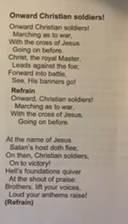 Onward Christian soldiers!
Onward Christian soldiers!
Marching as to war,
With the cross of Jesus
Going on before.
Christ, the royal Master,
Leads against the foe;
Forward into battle,
See, His banners go!
Refrain
Onward, Christian soldiers!
Marching as to war,
With the cross of Jesus,
Going on before.
At the name of Jesus
Satan's host doth flee;
On then, Christian soldiers,
On to victory!
Hell's foundations quiver
At the shout of praise:
Brothers, lift your voices,
Loud your anthems raise!
(Refrain)